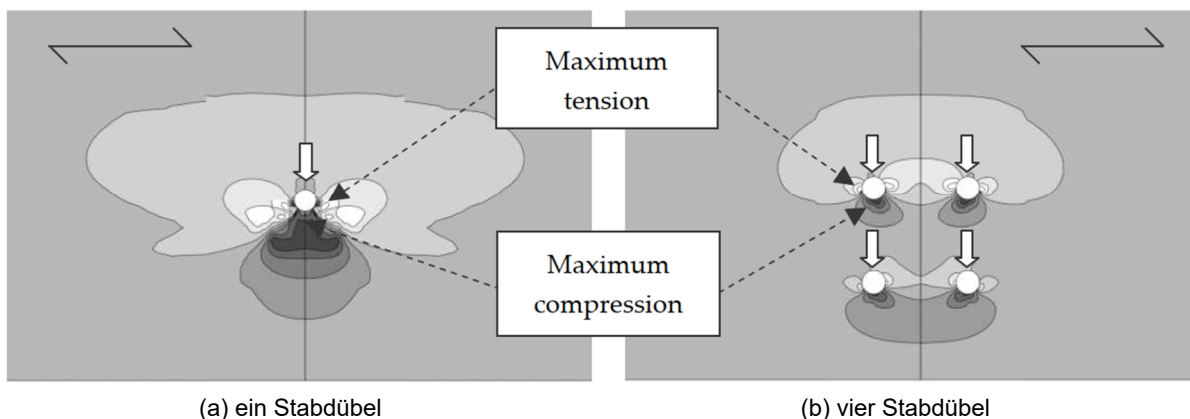 Maximum
tension
Maximum
compression
(a) ein Stabdübel
(b) vier Stabdübel